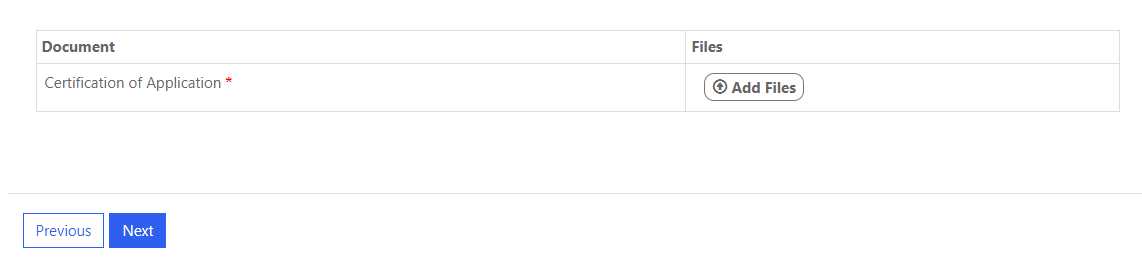 Document Files
Certification of Application * Add Files
Previous Next